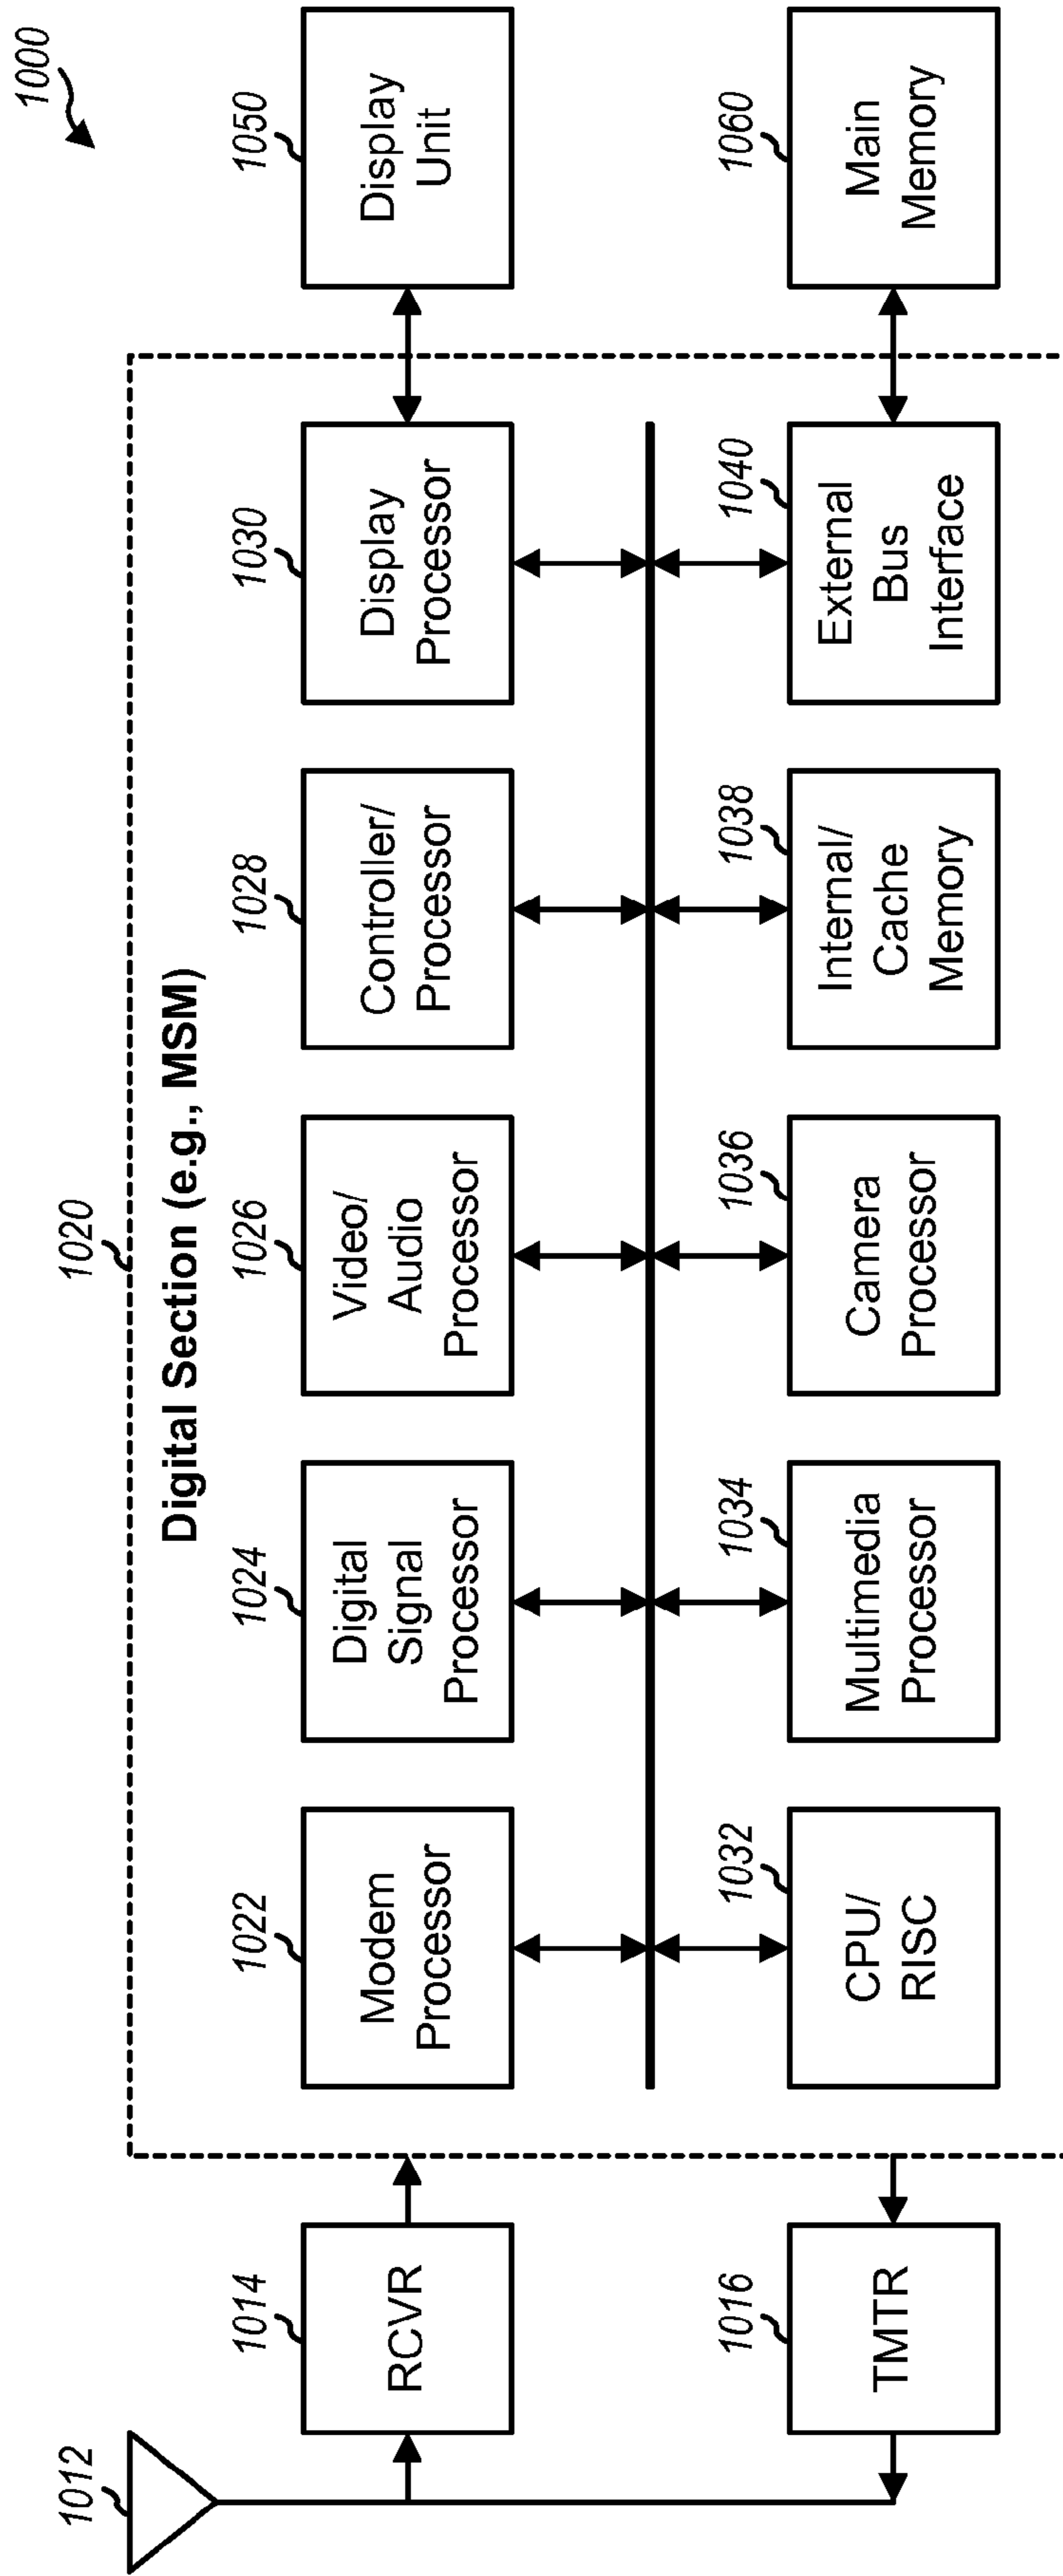 1000
1020
Digital Section (e.g., MSM)
1012
1014
RCVR
1022
Modem
Processor
1024
Digital
Signal
Processor
1026
Video/
Audio
Processor
1028
Controller/
Processor
1030
Display
Processor
1050
Display
Unit
1016
TMTR
1032
CPU/
RISC
1034
Multimedia
Processor
1036
Camera
Processor
1038
Internal/
Cache
Memory
1040
External
Bus
Interface
1060
Main
Memory